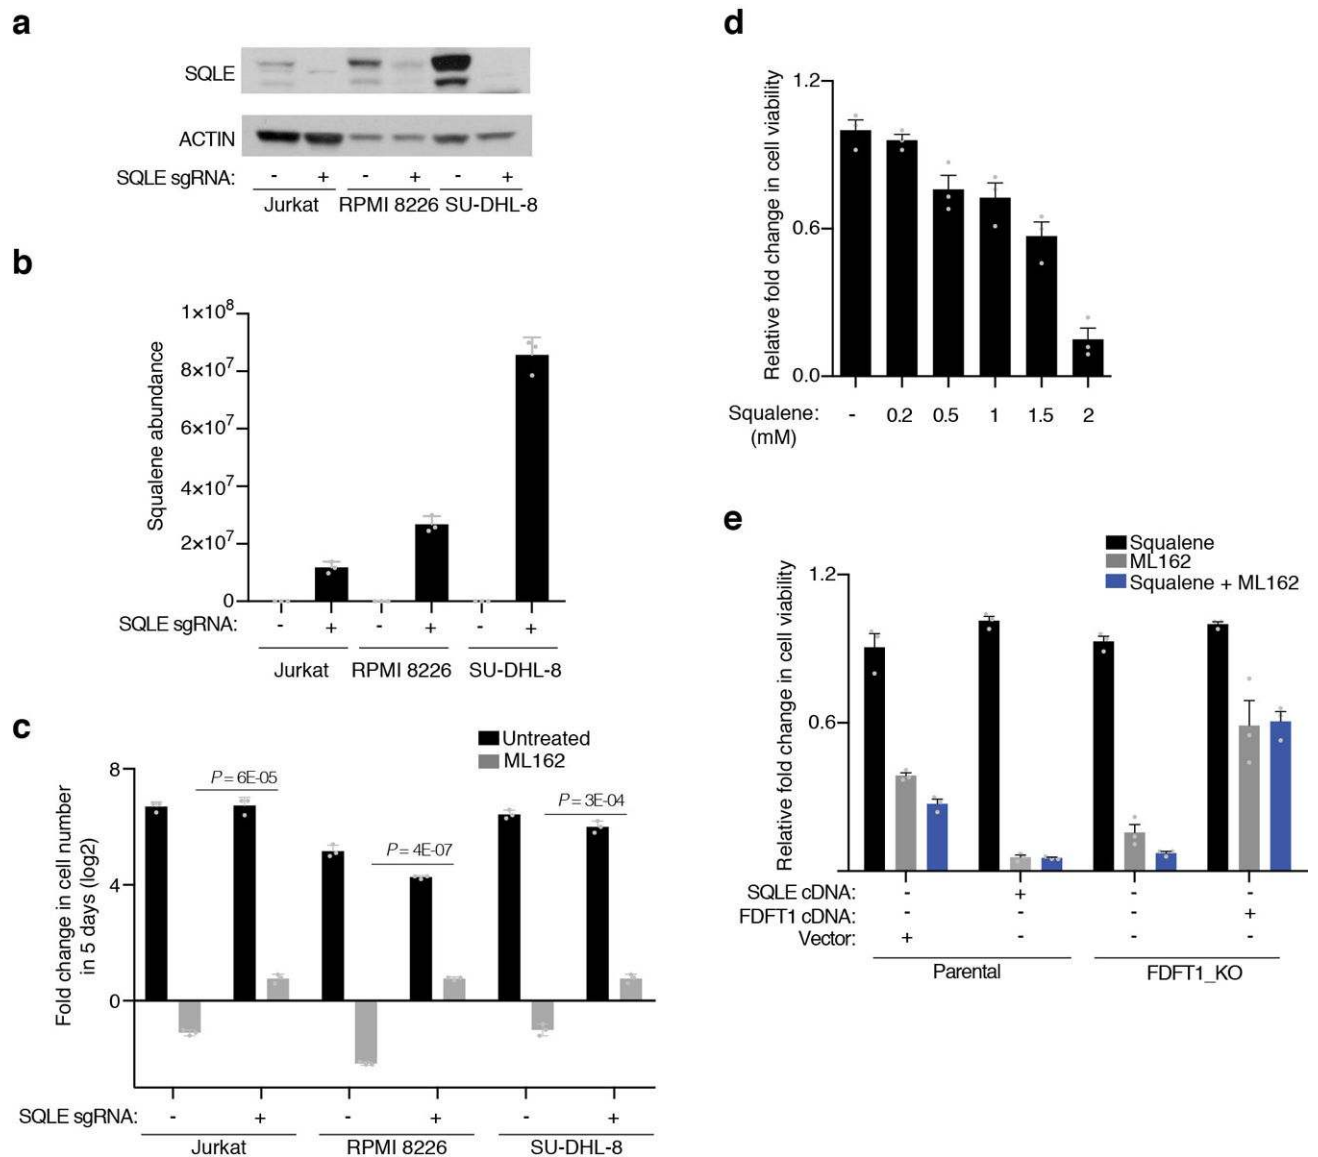 a
SQLE
ACTIN
SQLE sgRNA: - + - + - +
Jurkat RPMI 8226 SU-DHL-8
b
Squalene abundance
1×10⁸
8×10⁷
6×10⁷
4×10⁷
2×10⁷
0
SQLE sgRNA: - + - + - +
Jurkat RPMI 8226 SU-DHL-8
c
Untreated
ML162
Fold change in cell number
in 5 days (log2)
8
4
0
P = 6E-05
P = 4E-07
P = 3E-04
SQLE sgRNA: - + - + - +
Jurkat RPMI 8226 SU-DHL-8
d
Relative fold change in cell viability
1.2
0.6
0.0
Squalene: - 0.2 0.5 1 1.5 2
(mM)
e
Squalene
ML162
Squalene + ML162
Relative fold change in cell viability
1.2
0.6
SQLE cDNA: - + - -
FDFT1 cDNA: - - - +
Vector: + - - -
Parental FDFT1_KO